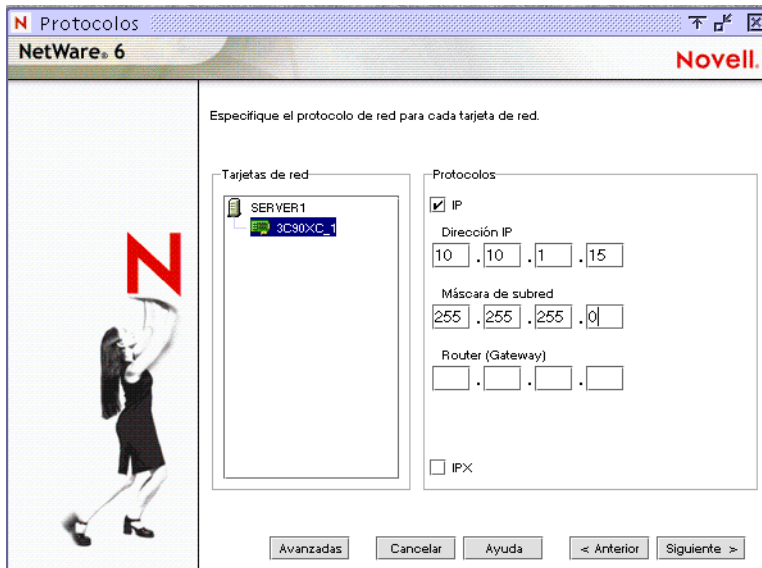 N Protocolos
NetWare® 6
Novell.
Especifique el protocolo de red para cada tarjeta de red.
Tarjetas de red
SERVER1
3C90XC_1
Protocolos
IP
Dirección IP
10 . 10 . 1 . 15
Máscara de subred
255 . 255 . 255 . 0
Router (Gateway)
. . .
IPX
N
Avanzadas Cancelar Ayuda < Anterior Siguiente >